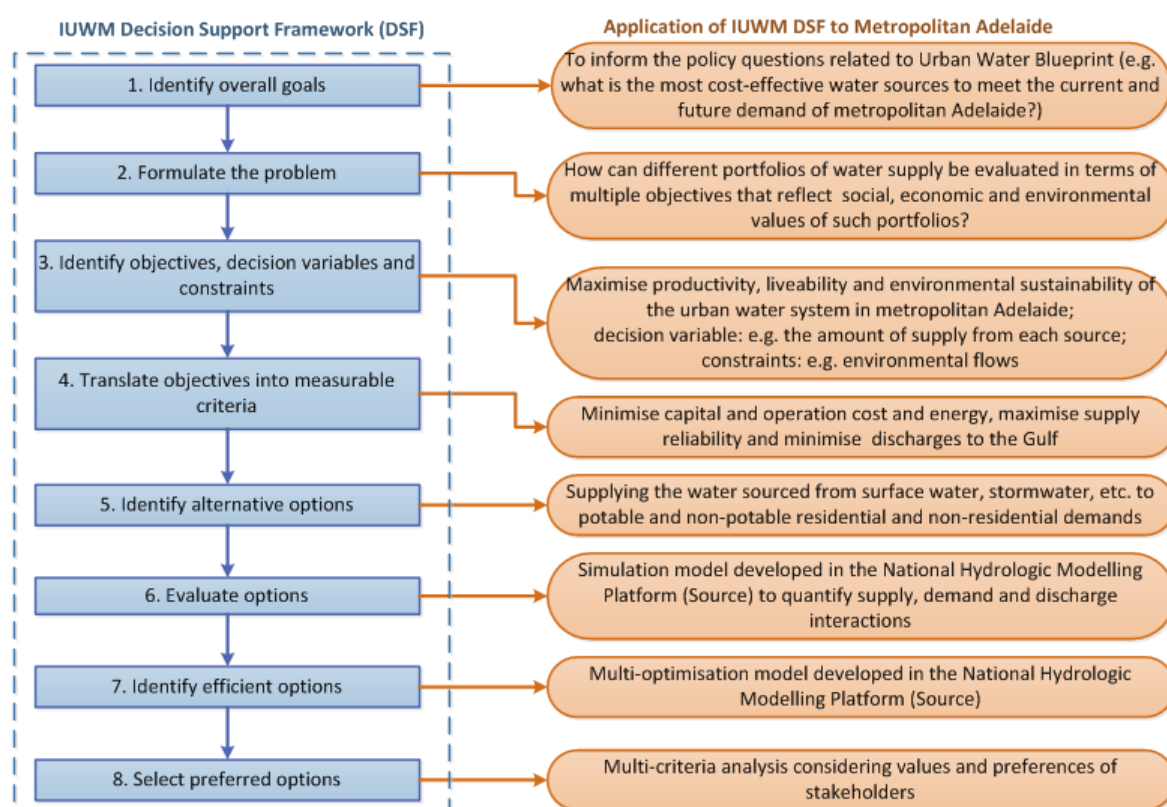 IUWM Decision Support Framework (DSF)
Application of IUWM DSF to Metropolitan Adelaide
1. Identify overall goals
To inform the policy questions related to Urban Water Blueprint (e.g.
what is the most cost-effective water sources to meet the current and
future demand of metropolitan Adelaide?)
2. Formulate the problem
How can different portfolios of water supply be evaluated in terms of
multiple objectives that reflect social, economic and environmental
values of such portfolios?
3. Identify objectives, decision variables and
constraints
Maximise productivity, liveability and environmental sustainability of
the urban water system in metropolitan Adelaide;
decision variable: e.g. the amount of supply from each source;
constraints: e.g. environmental flows
4. Translate objectives into measurable
criteria
Minimise capital and operation cost and energy, maximise supply
reliability and minimise discharges to the Gulf
5. Identify alternative options
Supplying the water sourced from surface water, stormwater, etc. to
potable and non-potable residential and non-residential demands
6. Evaluate options
Simulation model developed in the National Hydrologic Modelling
Platform (Source) to quantify supply, demand and discharge
interactions
7. Identify efficient options
Multi-optimisation model developed in the National Hydrologic
Modelling Platform (Source)
8. Select preferred options
Multi-criteria analysis considering values and preferences of
stakeholders